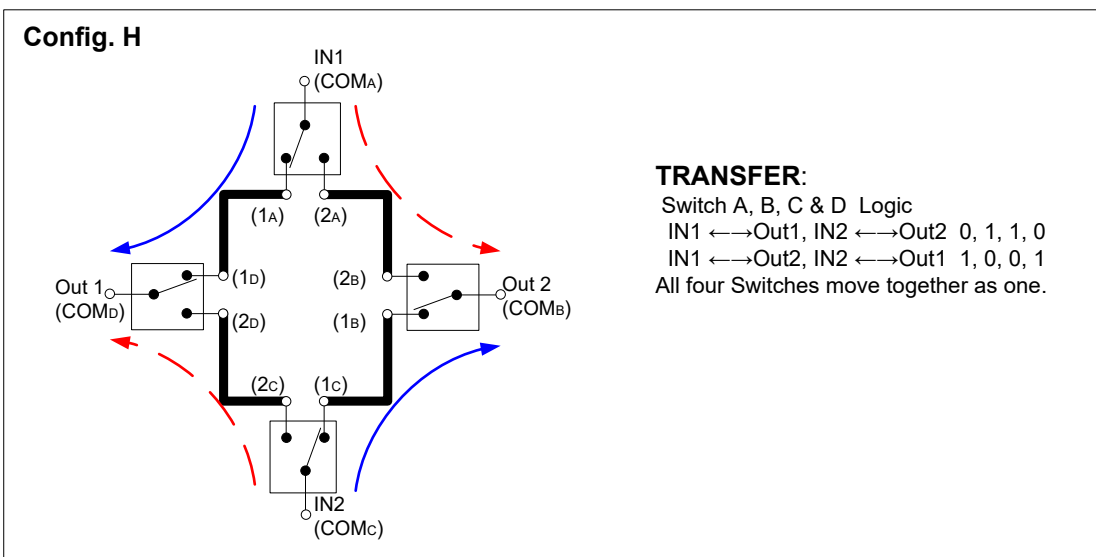 Config. H
IN1
(COMA)
(1A) (2A)
TRANSFER:
Switch A, B, C & D Logic
IN1 ←→Out1, IN2 ←→Out2 0, 1, 1, 0
IN1 ←→Out2, IN2 ←→Out1 1, 0, 0, 1
All four Switches move together as one.
Out 1
(COMD)
(1D)
(2D)
(2B)
(1B)
Out 2
(COMB)
(2C) (1C)
IN2
(COMC)